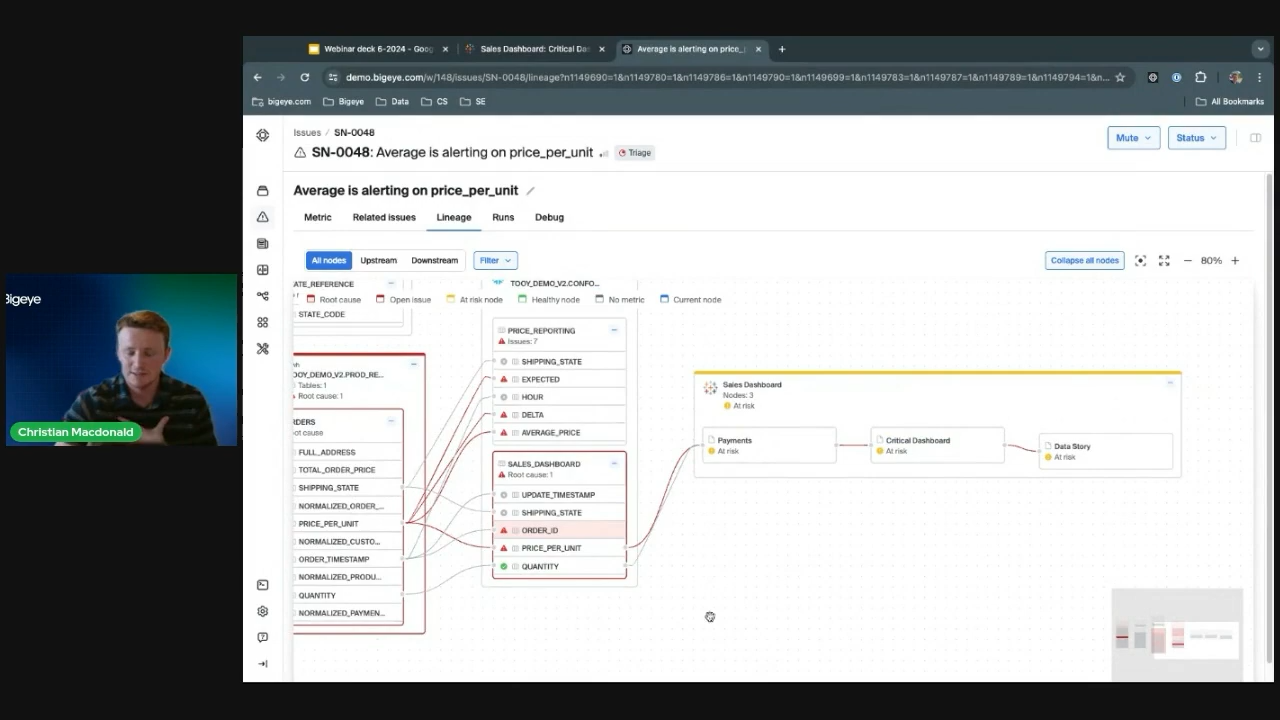 Webinar deck 6-2024 - Goog
Sales Dashboard: Critical Da
Average is alerting on price_
demo.bigeye.com/w/148/issues/SN-0048/lineage?n1149690=1&n1149780=1&n1149786=1&n1149790=1&n1149699=1&n1149783=1&n1149787=1&n1149789=1&n1149794=1&n...
bigeye.com
Bigeye
Data
CS
SE
All Bookmarks
Issues / SN-0048
SN-0048: Average is alerting on price_per_unit
Triage
Mute
Status
Average is alerting on price_per_unit
Metric
Related issues
Lineage
Runs
Debug
All nodes
Upstream
Downstream
Filter
Collapse all nodes
80%
ATE_REFERENCE
TOOY_DEMO_V2.CONFO...
Root cause
Open issue
At risk node
Healthy node
No metric
Current node
STATE_CODE
OOY_DEMO_V2.PROD_RE...
Tables: 1
Root cause: 1
RDERS
oot cause
FULL_ADDRESS
TOTAL_ORDER_PRICE
SHIPPING_STATE
NORMALIZED_ORDER_...
PRICE_PER_UNIT
NORMALIZED_CUSTO...
ORDER_TIMESTAMP
NORMALIZED_PRODU...
QUANTITY
NORMALIZED_PAYMEN...
PRICE_REPORTING
Issues: 7
SHIPPING_STATE
EXPECTED
HOUR
DELTA
AVERAGE_PRICE
SALES_DASHBOARD
Root cause: 1
UPDATE_TIMESTAMP
SHIPPING_STATE
ORDER_ID
PRICE_PER_UNIT
QUANTITY
Sales Dashboard
Nodes: 3
At risk
Payments
At risk
Critical Dashboard
At risk
Data Story
At risk
Bigeye
Christian Macdonald